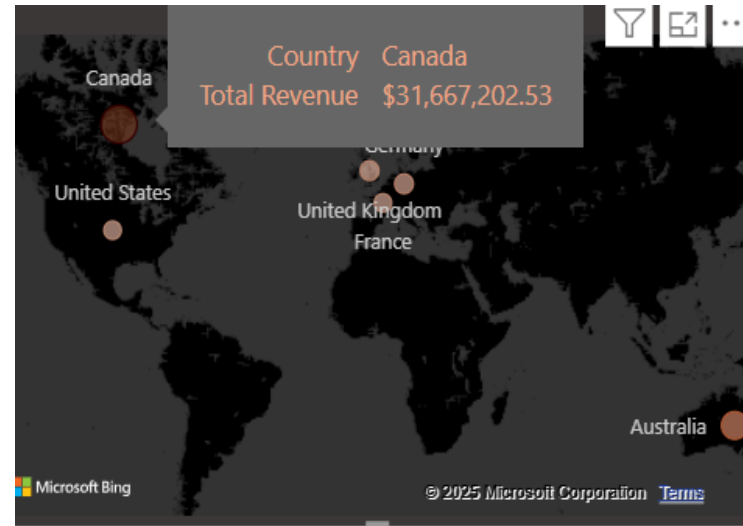 Country Canada
Total Revenue $31,667,202.53
Canada
Germany
United States
United Kingdom
France
Australia
Microsoft Bing
© 2025 Microsoft Corporation Terms